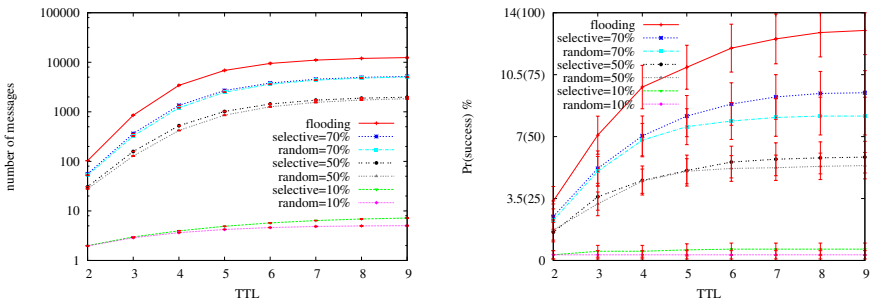 100000
10000
1000
100
10
1
number of messages
flooding
selective=70%
random=70%
selective=50%
random=50%
selective=10%
random=10%
2 3 4 5 6 7 8 9
TTL
14(100)
10.5(75)
7(50)
3.5(25)
0
Pr(success) %
flooding
selective=70%
random=70%
selective=50%
random=50%
selective=10%
random=10%
2 3 4 5 6 7 8 9
TTL